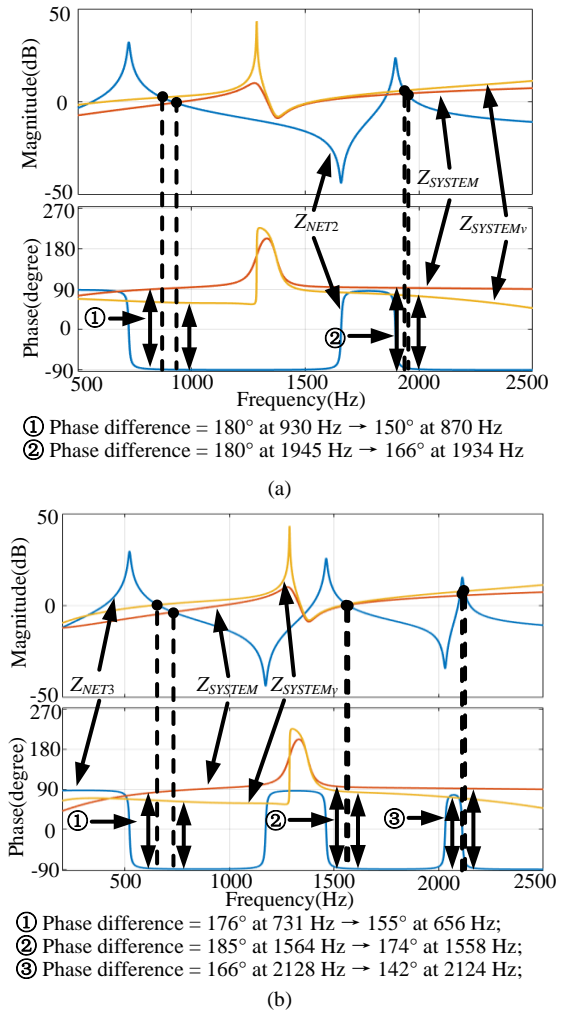 50
0
-50
Magnitude(dB)
Z_NET2
Z_SYSTEM
Z_SYSTEMv
270
180
90
0
-90
Phase(degree)
①
②
500 1000 1500 2000 2500
Frequency(Hz)
① Phase difference = 180° at 930 Hz → 150° at 870 Hz
② Phase difference = 180° at 1945 Hz → 166° at 1934 Hz
(a)
50
0
-50
Magnitude(dB)
Z_NET3
Z_SYSTEM
Z_SYSTEMv
270
180
90
0
-90
Phase(degree)
①
②
③
500 1000 1500 2000 2500
Frequency(Hz)
① Phase difference = 176° at 731 Hz → 155° at 656 Hz;
② Phase difference = 185° at 1564 Hz → 174° at 1558 Hz;
③ Phase difference = 166° at 2128 Hz → 142° at 2124 Hz;
(b)